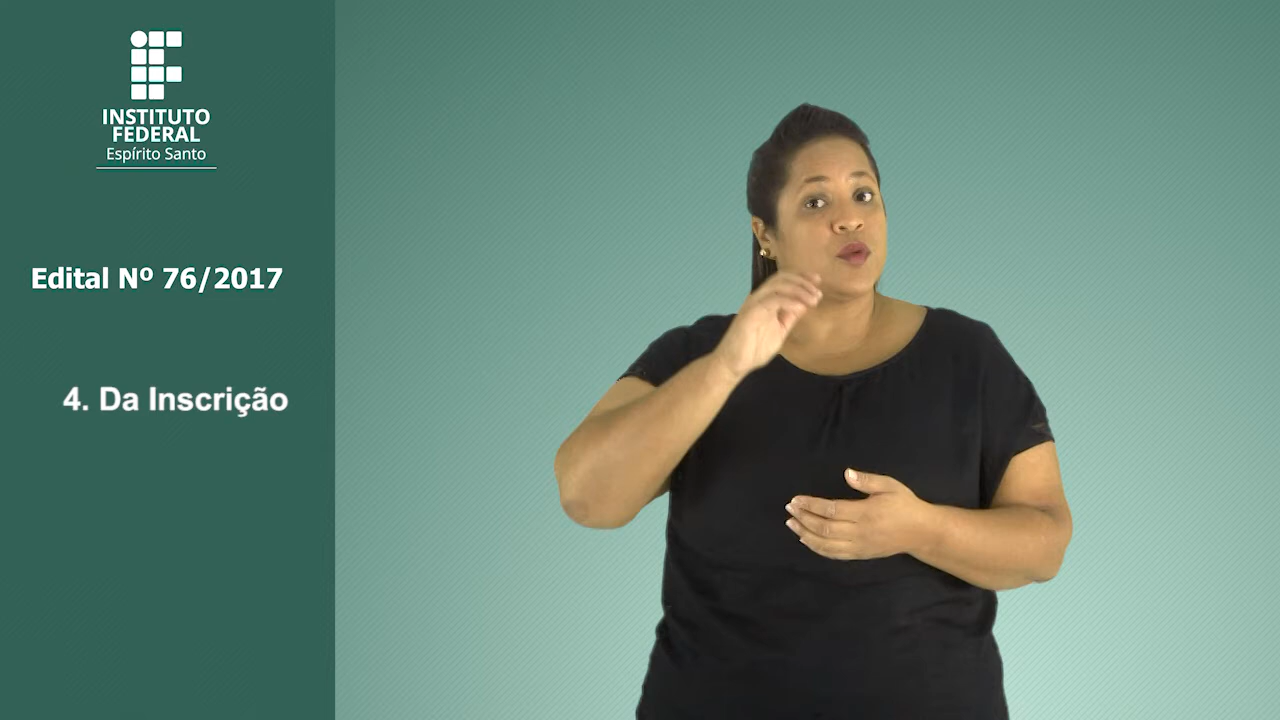 INSTITUTO
FEDERAL
Espírito Santo
Edital Nº 76/2017
4. Da Inscrição